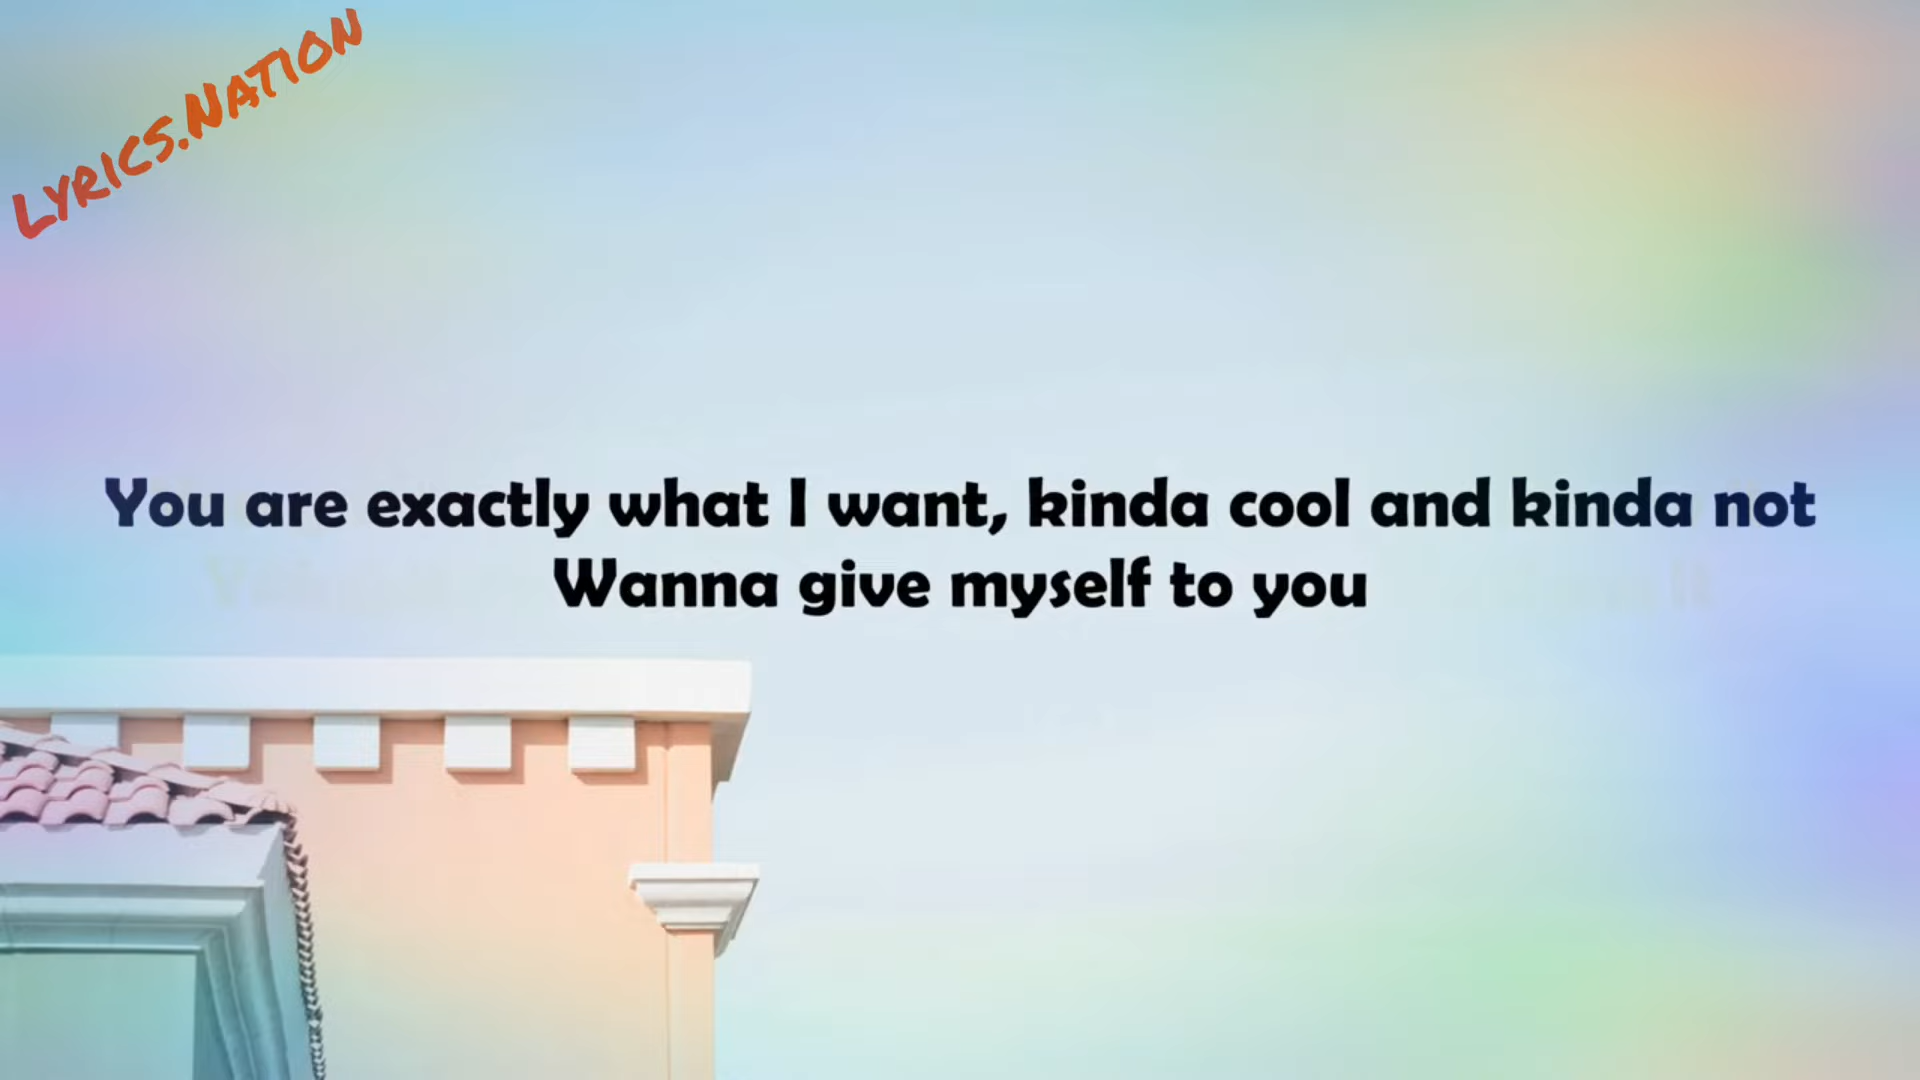 Lyrics.Nation
You are exactly what I want, kinda cool and kinda not
Wanna give myself to you